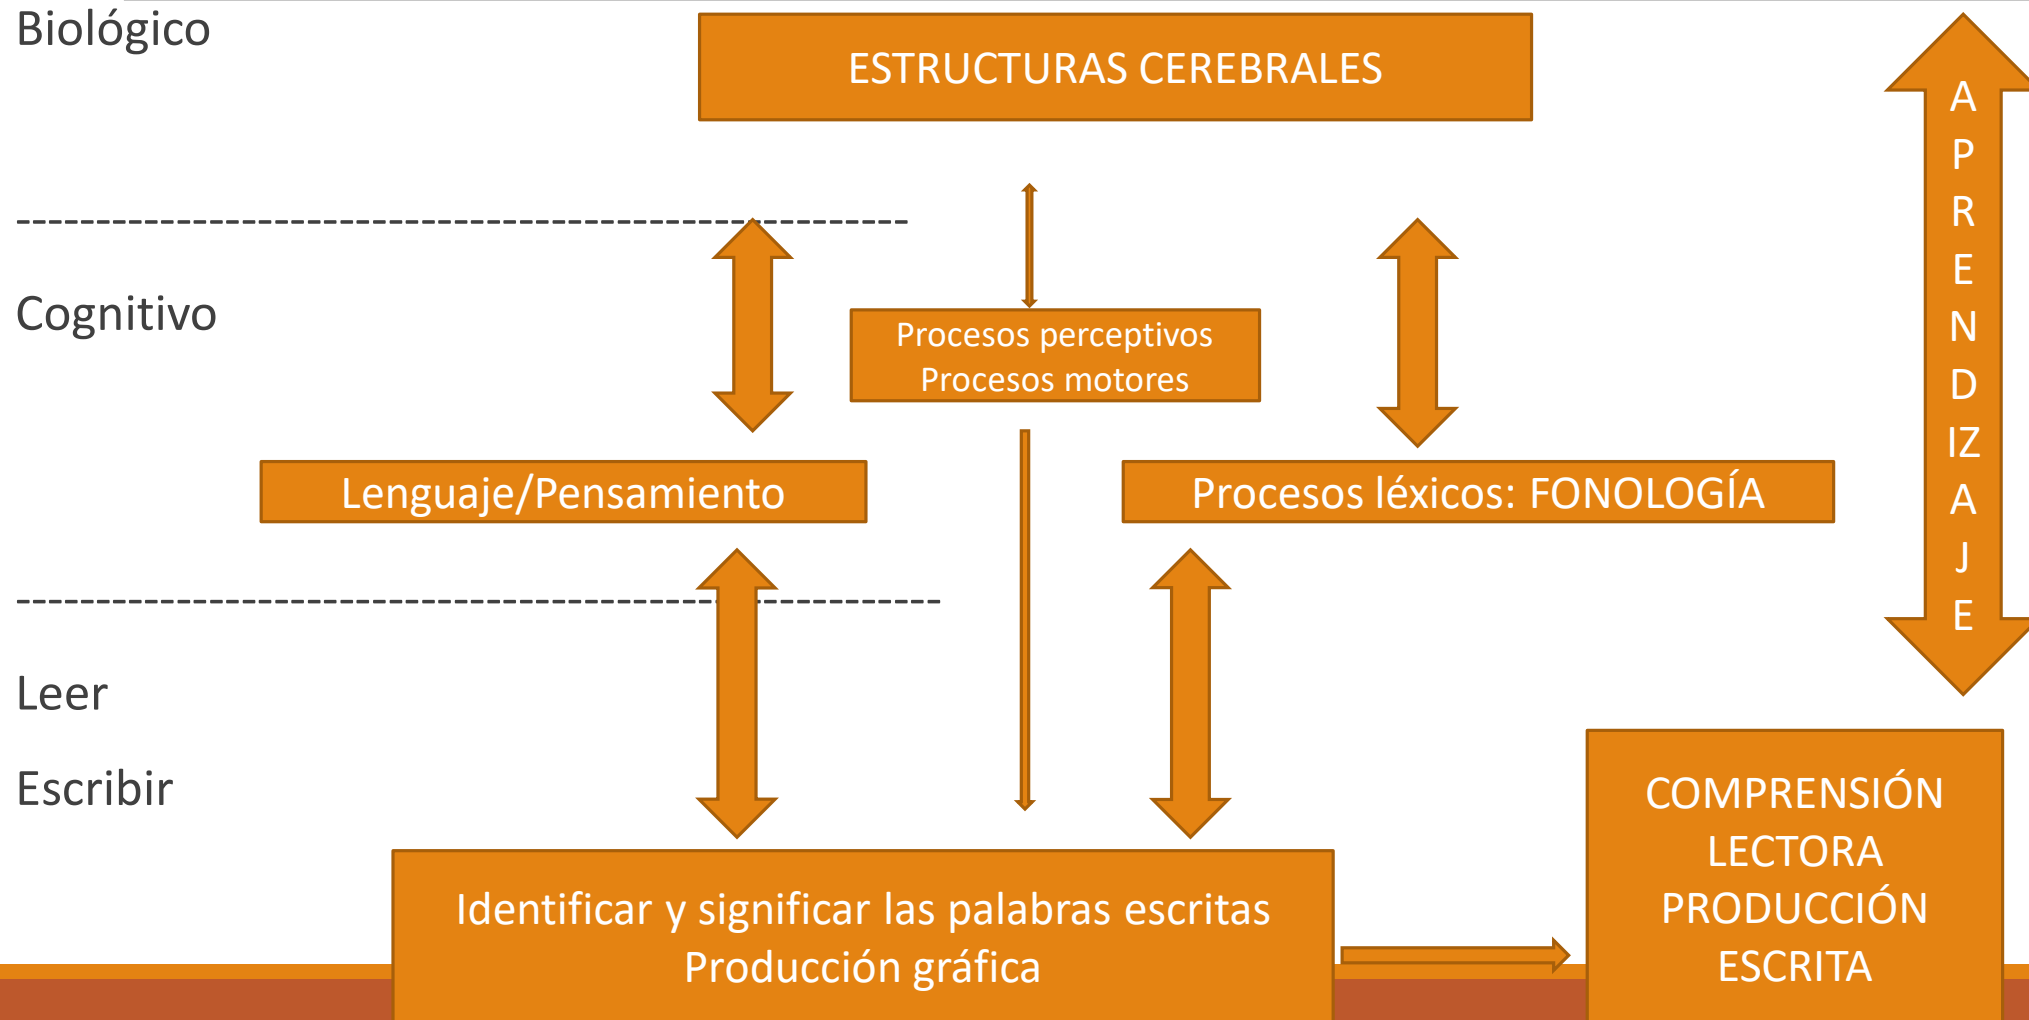 Biológico
ESTRUCTURAS CEREBRALES
A
P
R
E
N
D
IZ
A
J
E
--------------------------------------------------------
Cognitivo
Procesos perceptivos
Procesos motores
Lenguaje/Pensamiento
Procesos léxicos: FONOLOGÍA
----------------------------------------------------------
Leer
Escribir
Identificar y significar las palabras escritas
Producción gráfica
COMPRENSIÓN
LECTORA
PRODUCCIÓN
ESCRITA